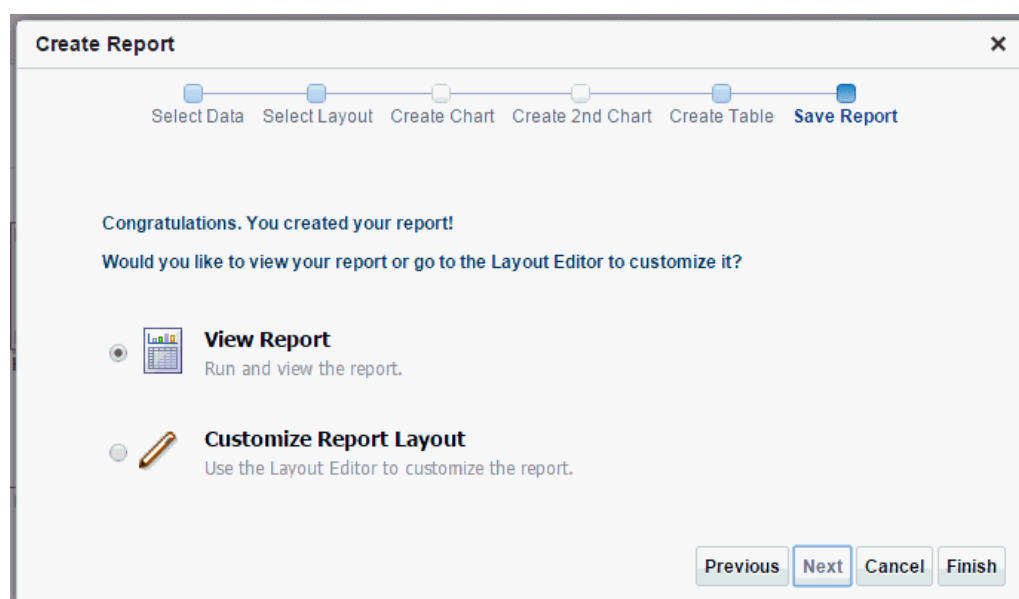 Create Report
Select Data Select Layout Create Chart Create 2nd Chart Create Table Save Report
Congratulations. You created your report!
Would you like to view your report or go to the Layout Editor to customize it?
View Report
Run and view the report.
Customize Report Layout
Use the Layout Editor to customize the report.
Previous Next Cancel Finish